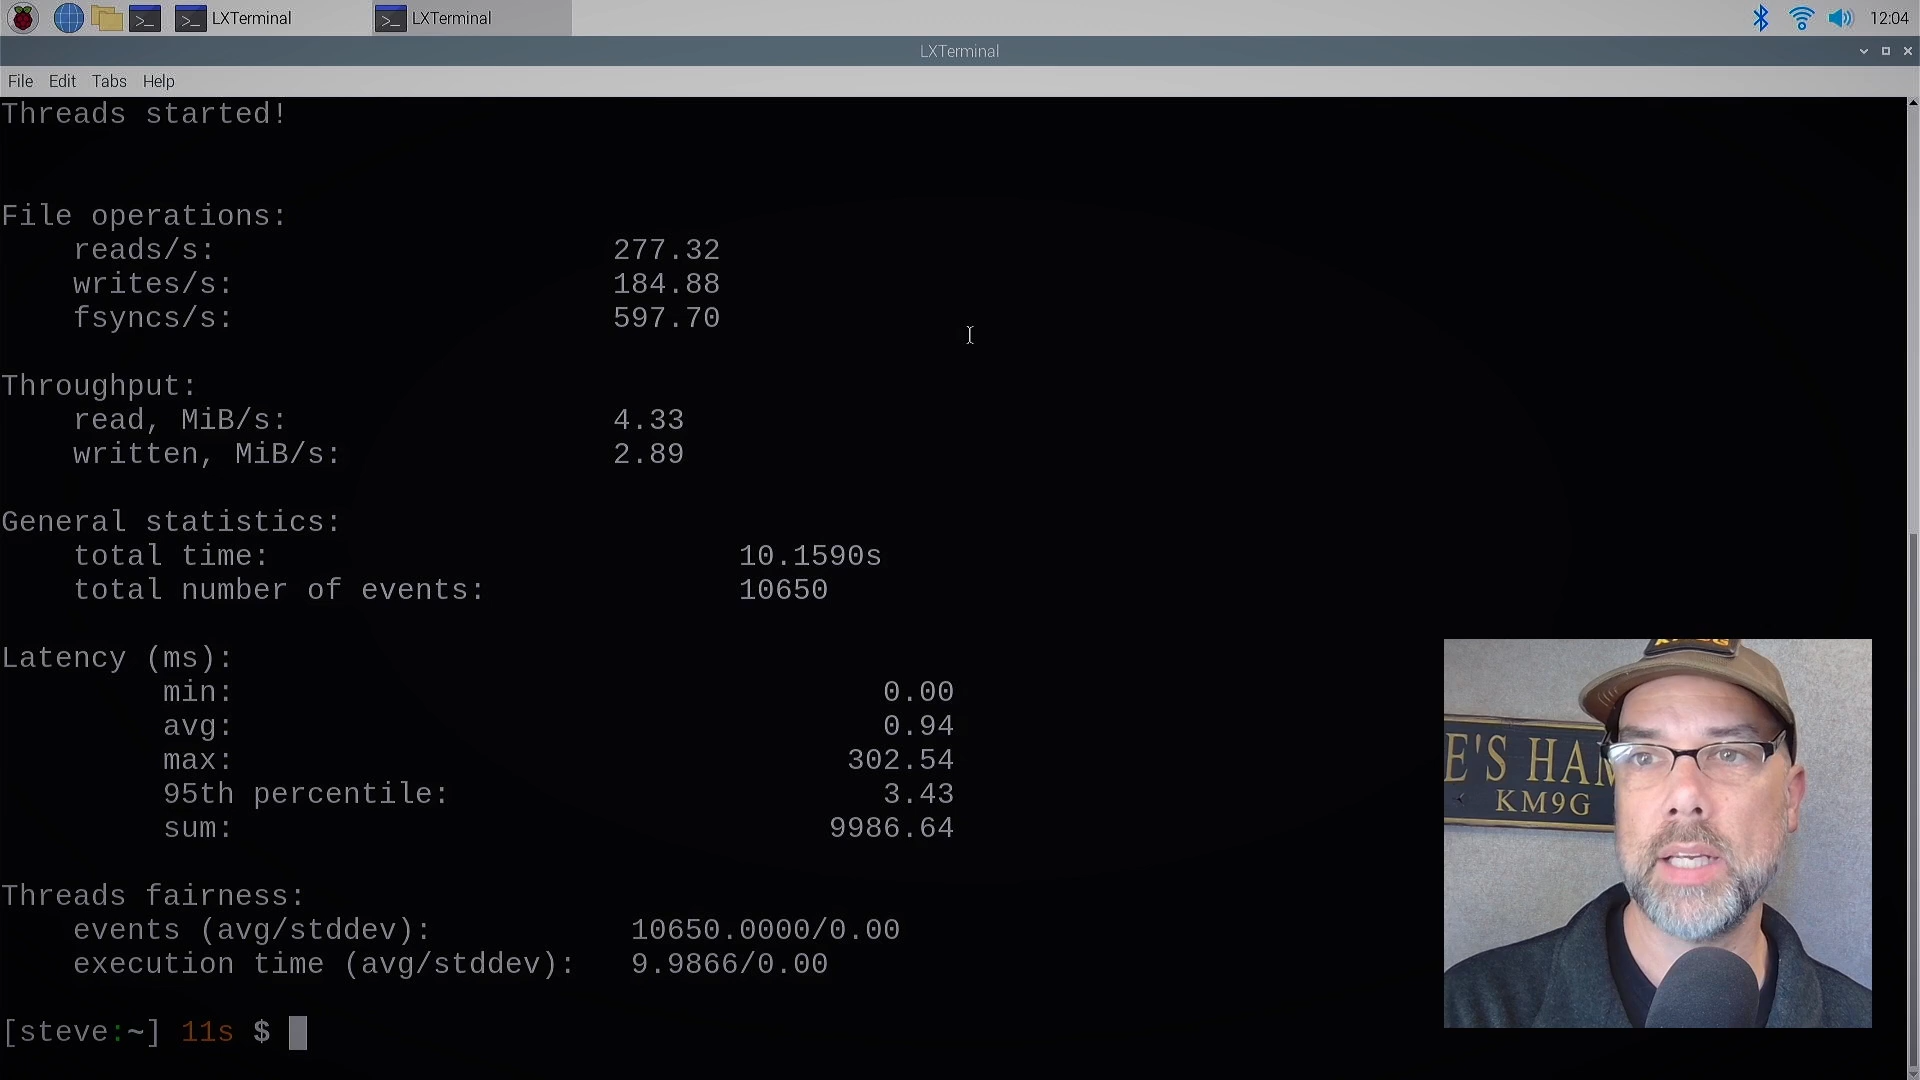 LXTerminal LXTerminal 12:04
LXTerminal
File Edit Tabs Help
Threads started!
File operations:
reads/s: 277.32
writes/s: 184.88
fsyncs/s: 597.70
Throughput:
read, MiB/s: 4.33
written, MiB/s: 2.89
General statistics:
total time: 10.1590s
total number of events: 10650
Latency (ms):
min: 0.00
avg: 0.94
max: 302.54
95th percentile: 3.43
sum: 9986.64
Threads fairness:
events (avg/stddev): 10650.0000/0.00
execution time (avg/stddev): 9.9866/0.00
[steve:~] 11s $
E'S HAM
KM9G